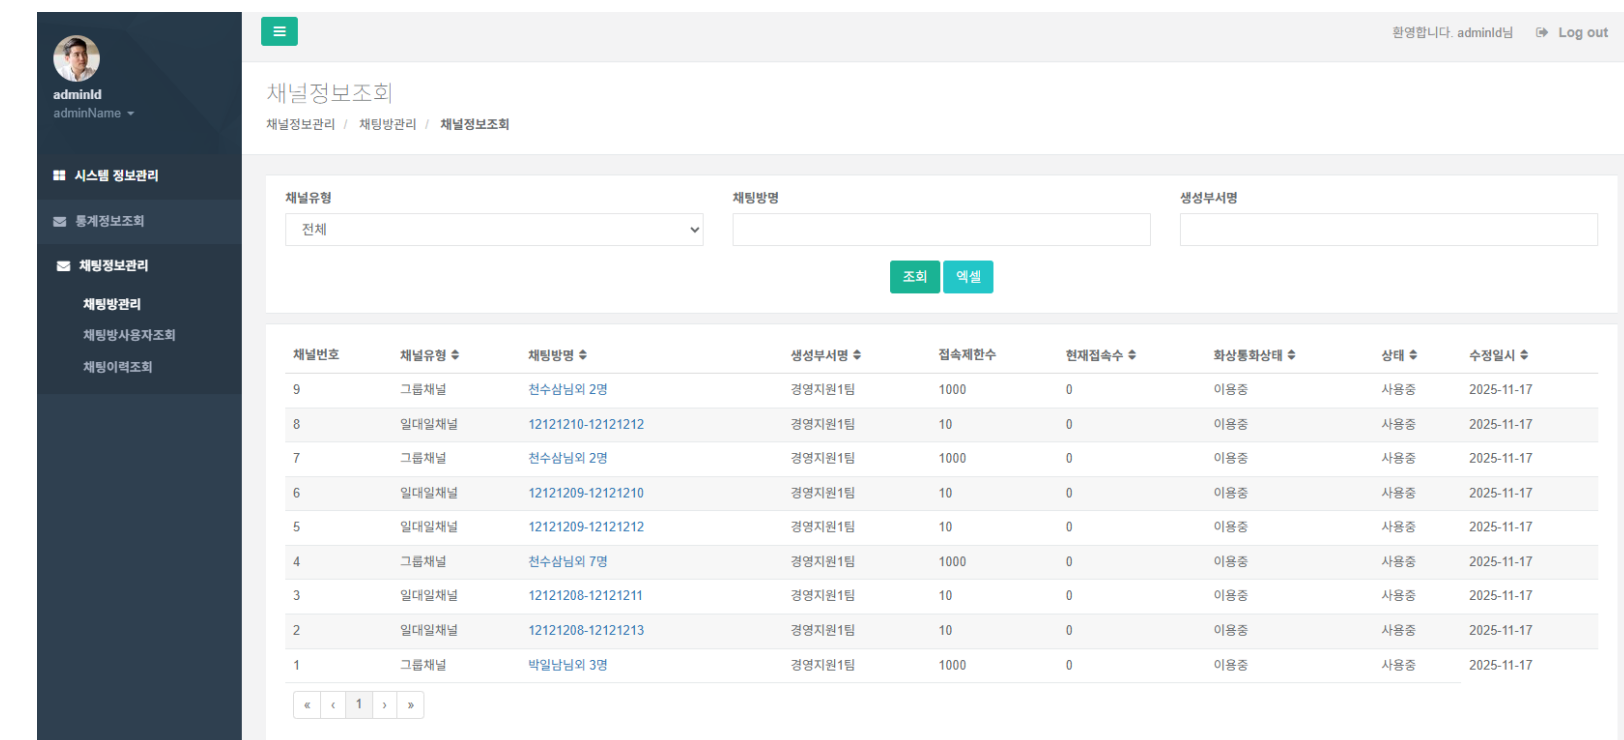 환영합니다. adminId님 Log out
adminId
adminName
시스템 정보관리
통계정보조회
채팅정보관리
채팅방관리
채팅방사용자조회
채팅이력조회
채널정보조회
채널정보관리 / 채팅방관리 / 채널정보조회
채널유형 채팅방명 생성부서명
전체
조회 엑셀
채널번호 채널유형 채팅방명 생성부서명 접속제한수 현재접속수 화상통화상태 상태 수정일시
9 그룹채널 천수삼님외 2명 경영지원1팀 1000 0 이용중 사용중 2025-11-17
8 일대일채널 12121210-12121212 경영지원1팀 10 0 이용중 사용중 2025-11-17
7 그룹채널 천수삼님외 2명 경영지원1팀 1000 0 이용중 사용중 2025-11-17
6 일대일채널 12121209-12121210 경영지원1팀 10 0 이용중 사용중 2025-11-17
5 일대일채널 12121209-12121212 경영지원1팀 10 0 이용중 사용중 2025-11-17
4 그룹채널 천수삼님외 7명 경영지원1팀 1000 0 이용중 사용중 2025-11-17
3 일대일채널 12121208-12121211 경영지원1팀 10 0 이용중 사용중 2025-11-17
2 일대일채널 12121208-12121213 경영지원1팀 10 0 이용중 사용중 2025-11-17
1 그룹채널 박일남님외 3명 경영지원1팀 1000 0 이용중 사용중 2025-11-17
« ‹ 1 › »